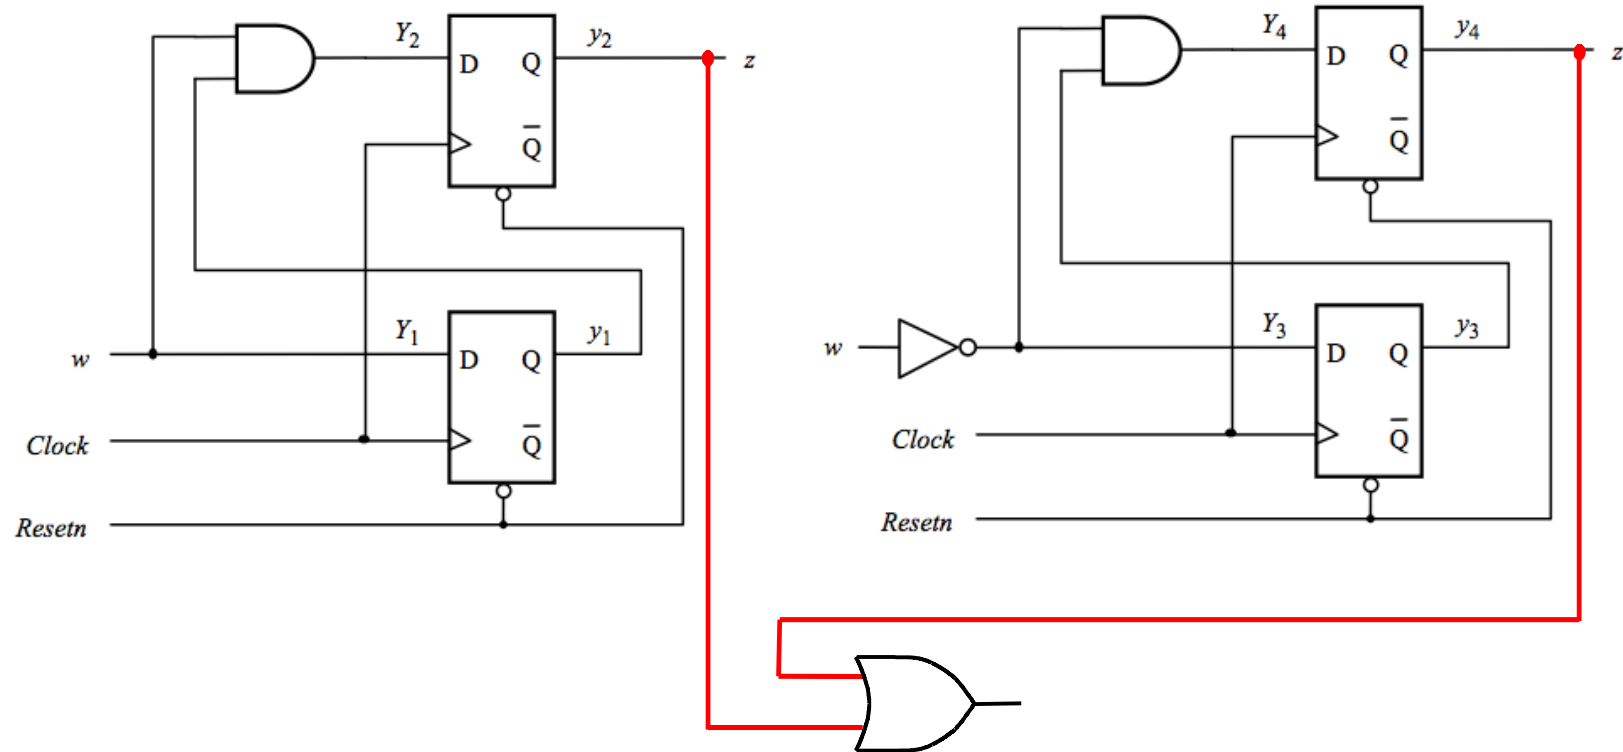 Y2 y2 z
D Q
Q̅
w Y1 y1
D Q
Clock Q̅
Resetn
Y4 y4 z
D Q
Q̅
w Y3 y3
D Q
Clock Q̅
Resetn